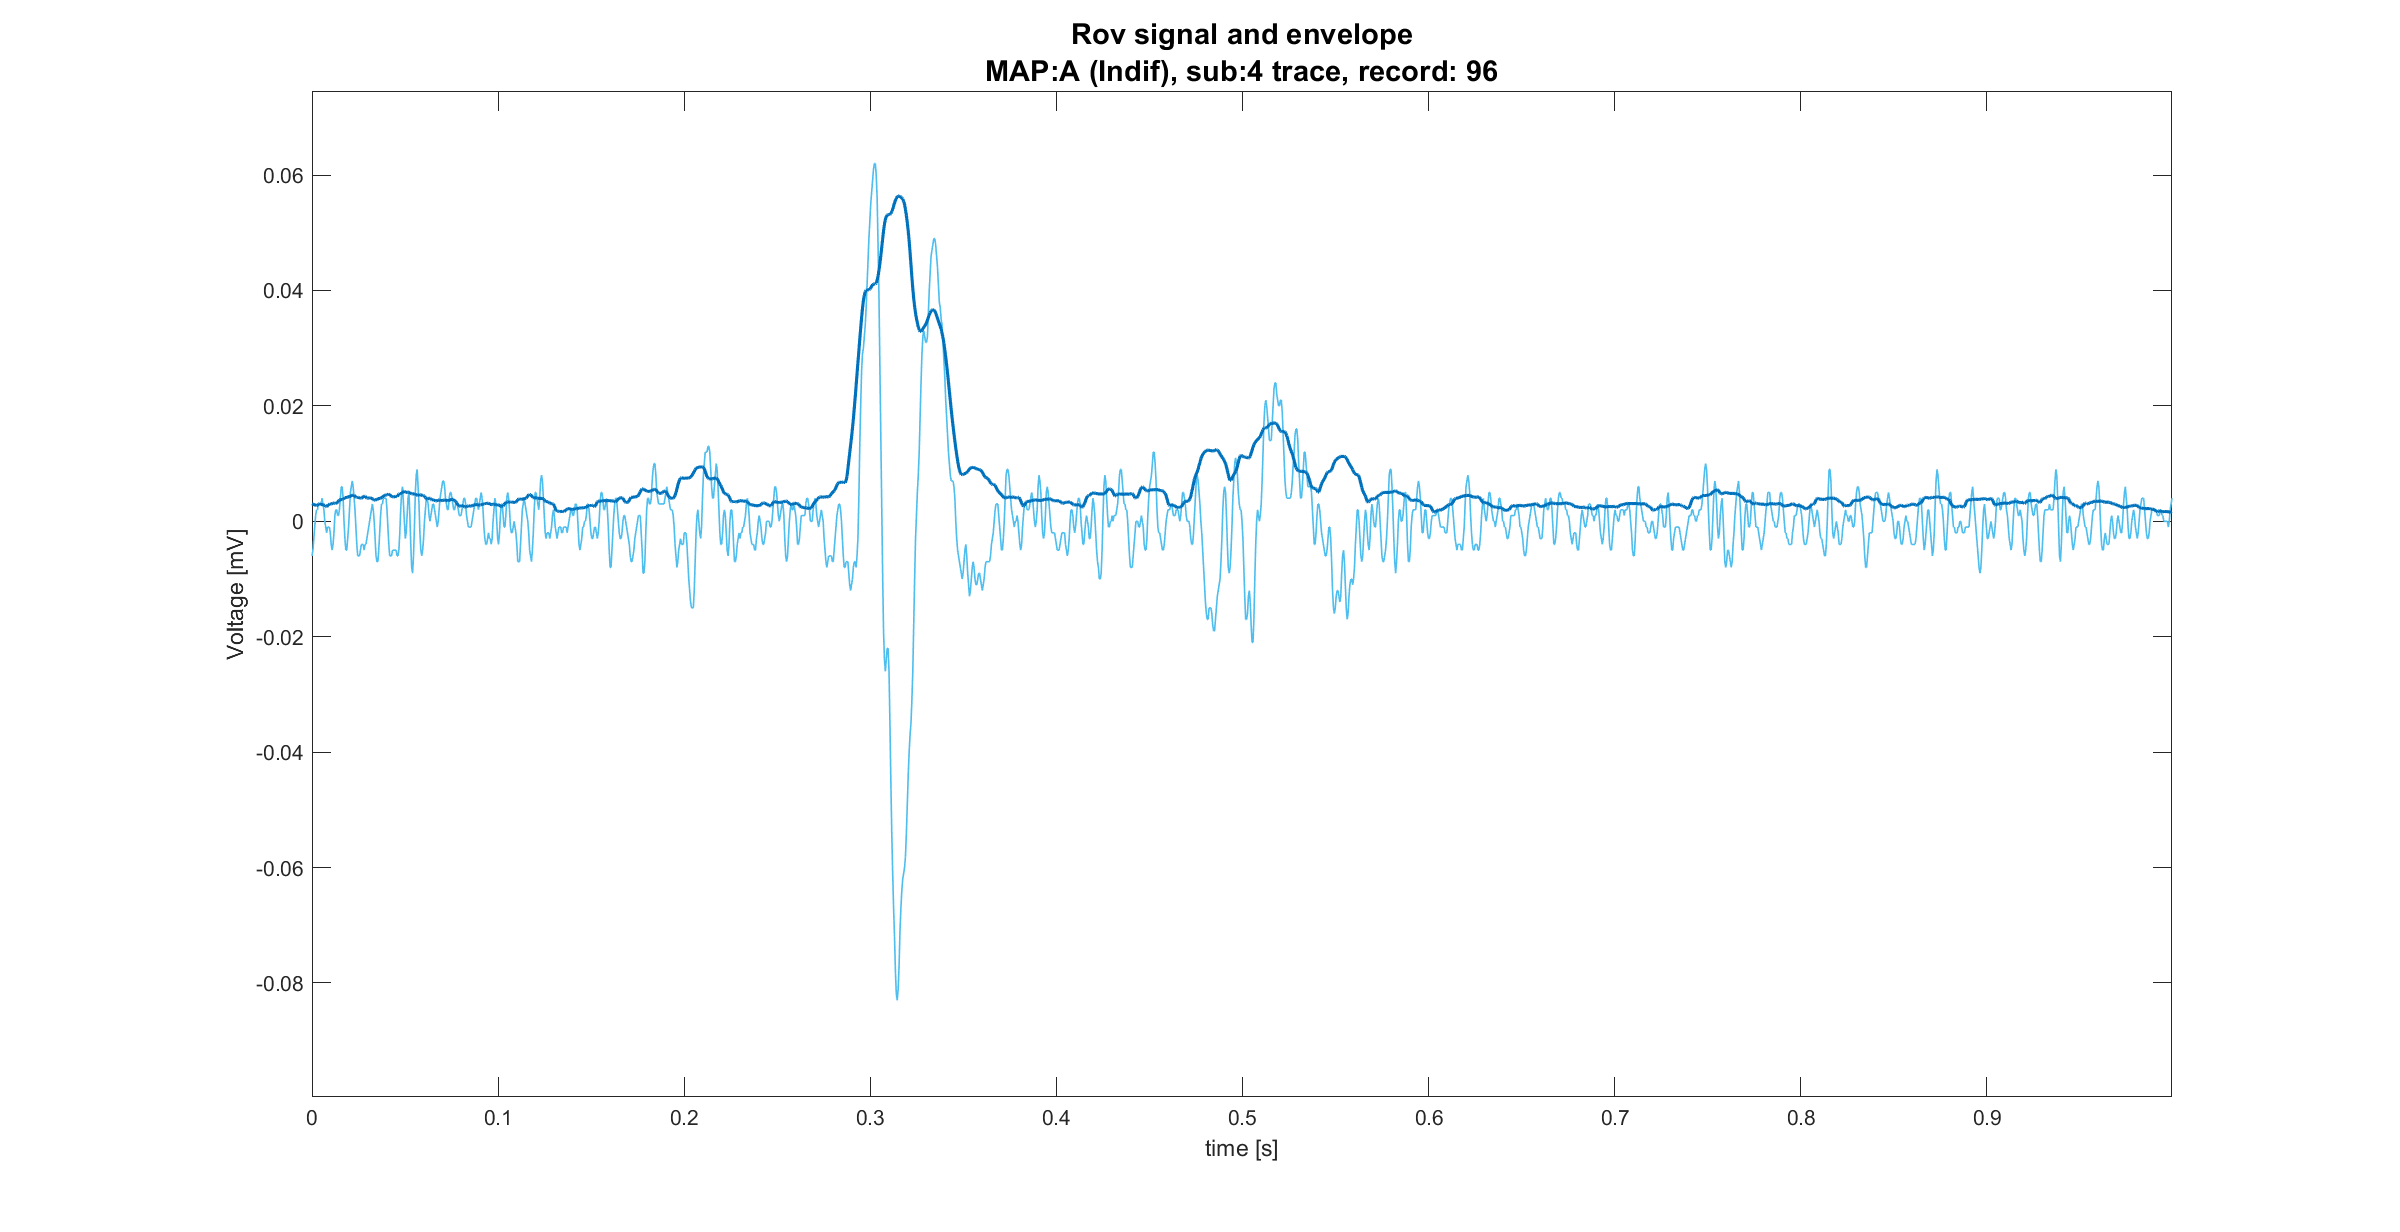 Rov signal and envelope
MAP:A (Indif), sub:4 trace, record: 96
0.06
0.04
0.02
0
-0.02
-0.04
-0.06
-0.08
Voltage [mV]
0 0.1 0.2 0.3 0.4 0.5 0.6 0.7 0.8 0.9
time [s]